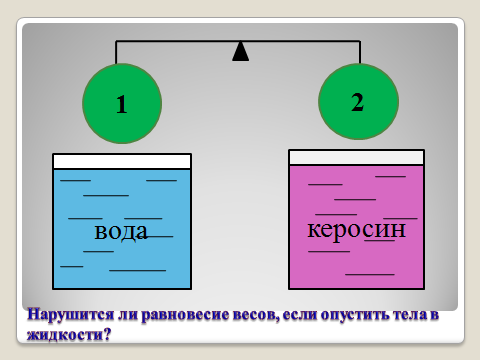 1
2
вода
керосин
Нарушится ли равновесие весов, если опустить тела в
жидкости?